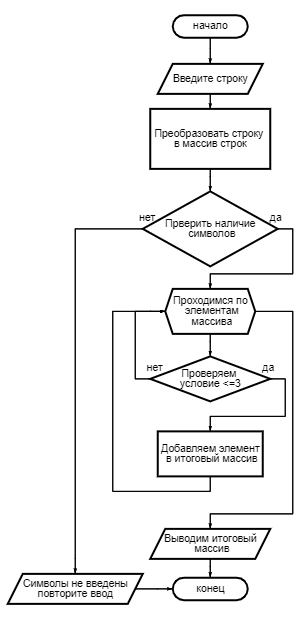 начало
Введите строку
Преобразовать строку
в массив строк
нет
Прверить наличие
символов
да
Проходимся по
элементам
массива
нет
Проверяем
условие <=3
да
Добавляем элемент
в итоговый массив
Выводим итоговый
массив
Символы не введены
повторите ввод
конец